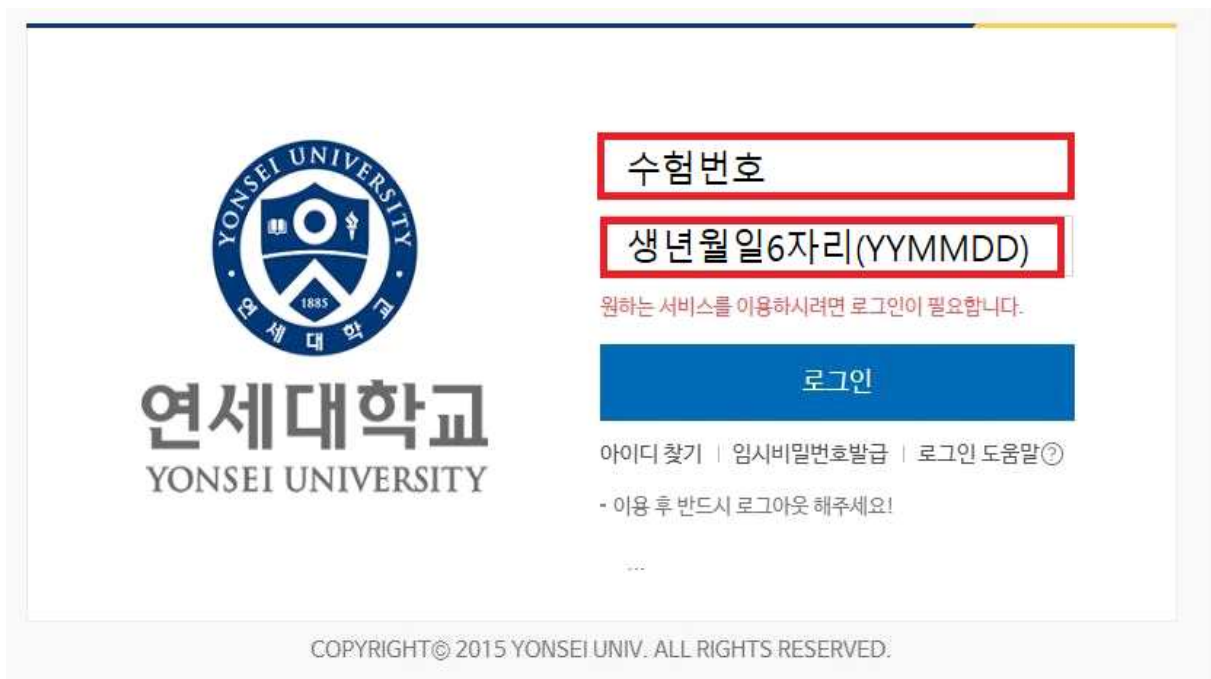 YONSEI UNIVERSITY
1885
연세대학교
연세대학교
YONSEI UNIVERSITY
수험번호
생년월일6자리(YYMMDD)
원하는 서비스를 이용하시려면 로그인이 필요합니다.
로그인
아이디 찾기 | 임시비밀번호발급 | 로그인 도움말?
- 이용 후 반드시 로그아웃 해주세요!
...
COPYRIGHT© 2015 YONSEI UNIV. ALL RIGHTS RESERVED.